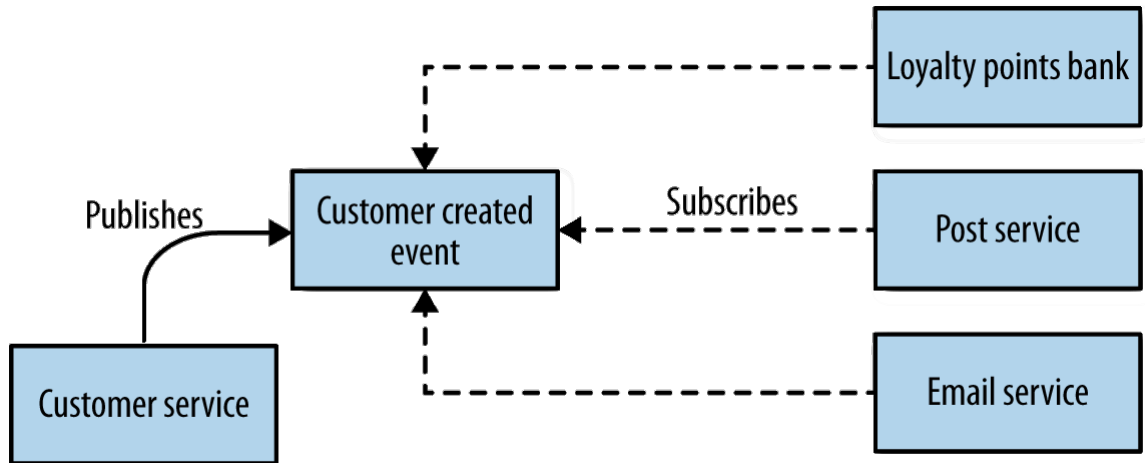 Loyalty points bank
Publishes
Customer created
event
Subscribes
Post service
Customer service
Email service